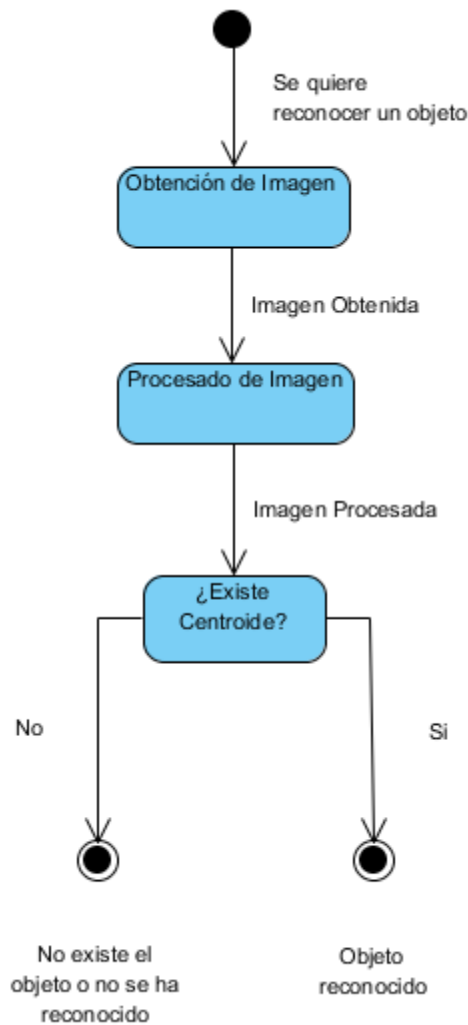 Se quiere
reconocer un objeto
Obtención de Imagen
Imagen Obtenida
Procesado de Imagen
Imagen Procesada
¿Existe
Centroide?
No
Si
No existe el
objeto o no se ha
reconocido
Objeto
reconocido